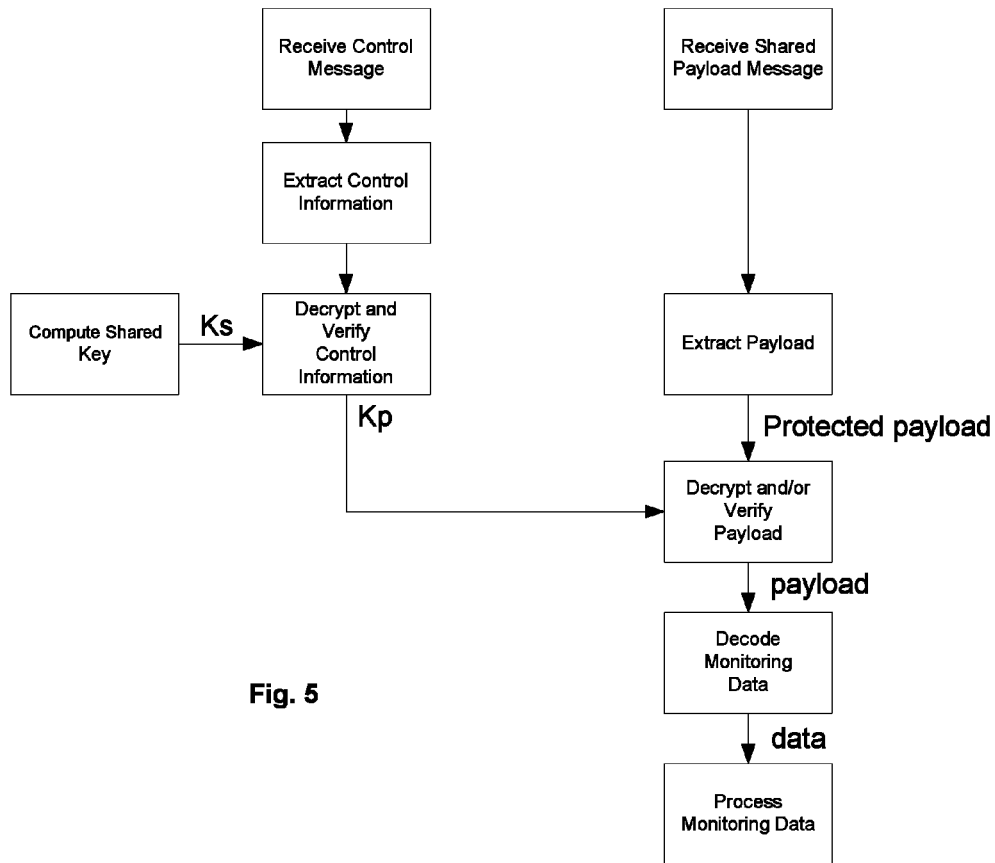 Receive Control
Message
Receive Shared
Payload Message
Extract Control
Information
Compute Shared
Key
Ks
Decrypt and
Verify
Control
Information
Extract Payload
Kp
Protected payload
Decrypt and/or
Verify
Payload
payload
Decode
Monitoring
Data
Fig. 5
data
Process
Monitoring Data